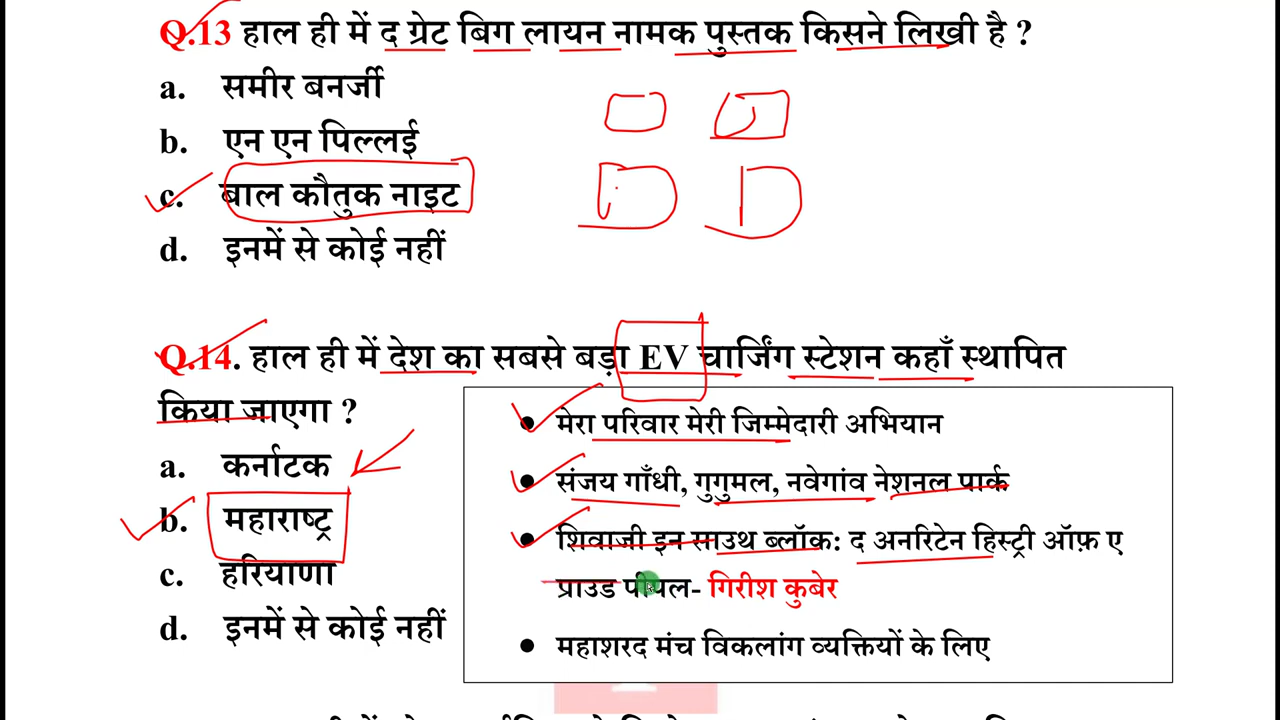 Q.13 हाल ही में द ग्रेट बिग लायन नामक पुस्तक किसने लिखी है ?
a. समीर बनर्जी
b. एन एन पिल्लई
c. बाल कौतुक नाइट
d. इनमें से कोई नहीं
Q.14. हाल ही में देश का सबसे बड़ा EV चार्जिंग स्टेशन कहाँ स्थापित
किया जाएगा ?
a. कर्नाटक
b. महाराष्ट्र
c. हरियाणा
d. इनमें से कोई नहीं
• मेरा परिवार मेरी जिम्मेदारी अभियान
• संजय गाँधी, गुगुमल, नवेगांव नेशनल पार्क
• शिवाजी इन साउथ ब्लॉक: द अनरिटेन हिस्ट्री ऑफ़ ए
प्राउड पीपल- गिरीश कुबेर
• महाशरद मंच विकलांग व्यक्तियों के लिए